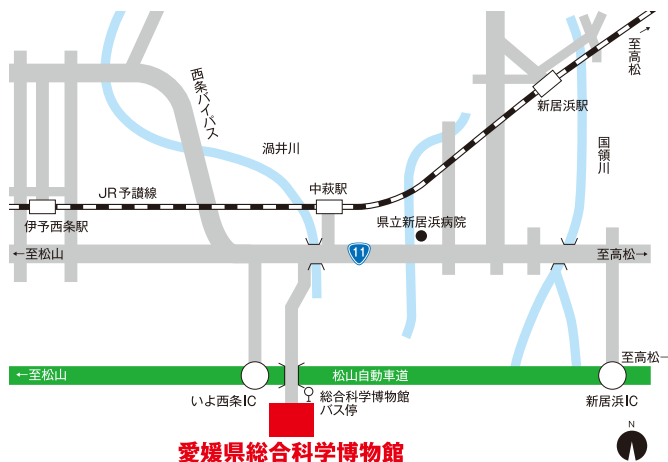 至高松
西条バイパス
新居浜駅
渦井川
国領川
中萩駅
JR予讃線
県立新居浜病院
伊予西条駅
←至松山
11
至高松→
至高松→
←至松山
松山自動車道
いよ西条IC
総合科学博物館
バス停
新居浜IC
N
愛媛県総合科学博物館